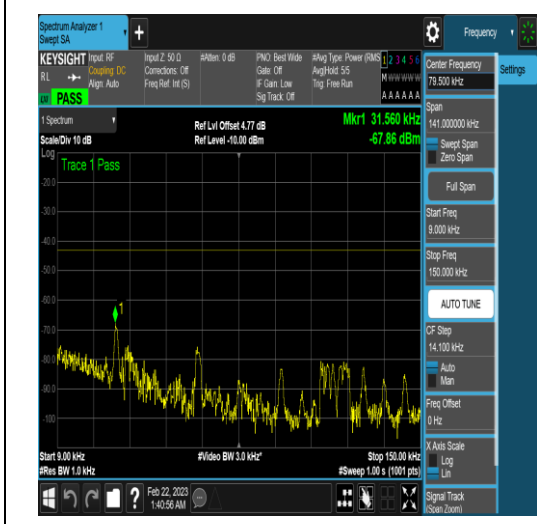 Spectrum Analyzer 1
Swept SA
Frequency
KEYSIGHT
RL
Input: RF
Coupling: DC
Align: Auto
Input Z: 50 Ω
Corrections: Off
Freq Ref: Int (S)
#Atten: 0 dB
PNO: Best Wide
Gate: Off
IF Gain: Low
Sig Track: Off
#Avg Type: Power (RMS
Avg|Hold: 5/5
Trig: Free Run
1 2 3 4 5 6
M W W W W W
A A A A A A
PASS
1 Spectrum
Scale/Div 10 dB
Ref Lvl Offset 4.77 dB
Ref Level -10.00 dBm
Mkr1 31.560 kHz
-67.86 dBm
Log
Trace 1 Pass
-20.0
-30.0
-40.0
-50.0
-60.0
-70.0
-80.0
-90.0
-100
1
Start 9.00 kHz
#Res BW 1.0 kHz
#Video BW 3.0 kHz*
Stop 150.00 kHz
#Sweep 1.00 s (1001 pts)
Feb 22, 2023
1:40:56 AM
Center Frequency
79.500 kHz
Settings
Span
141.000000 kHz
Swept Span
Zero Span
Full Span
Start Freq
9.000 kHz
Stop Freq
150.000 kHz
AUTO TUNE
CF Step
14.100 kHz
Auto
Man
Freq Offset
0 Hz
X Axis Scale
Log
Lin
Signal Track
(Span Zoom)